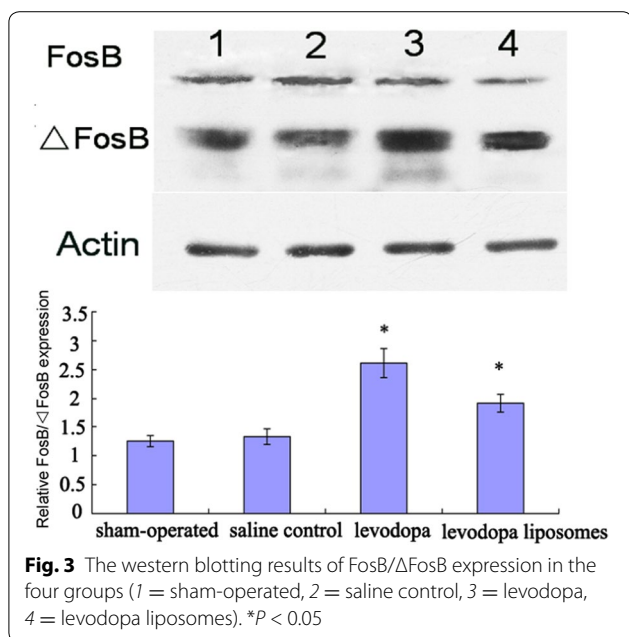 1 2 3 4
FosB
△ FosB
Actin
3.5
3
2.5
2
1.5
1
0.5
0
Relative FosB/◁ FosB expression
*
*
sham-operated saline control levodopa levodopa liposomes
Fig. 3 The western blotting results of FosB/ΔFosB expression in the
four groups (1 = sham-operated, 2 = saline control, 3 = levodopa,
4 = levodopa liposomes). *P < 0.05